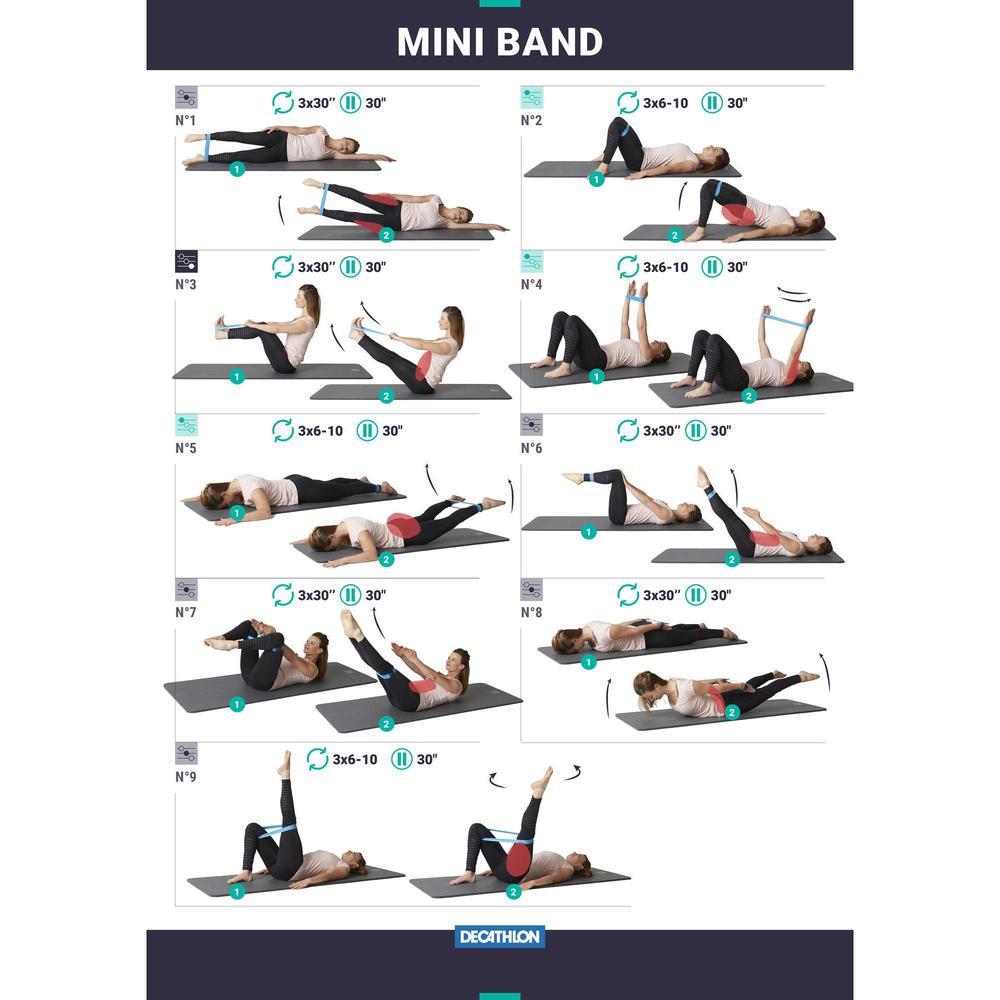 MINI BAND
N°1
3x30’’ 30"
1
2
N°2
3x6-10 30"
1
2
N°3
3x30’’ 30"
1
2
N°4
3x6-10 30"
1
2
N°5
3x6-10 30"
1
2
N°6
3x30’’ 30"
1
2
N°7
3x30’’ 30"
1
2
N°8
3x30’’ 30"
1
2
N°9
3x6-10 30"
1
2
DECATHLON